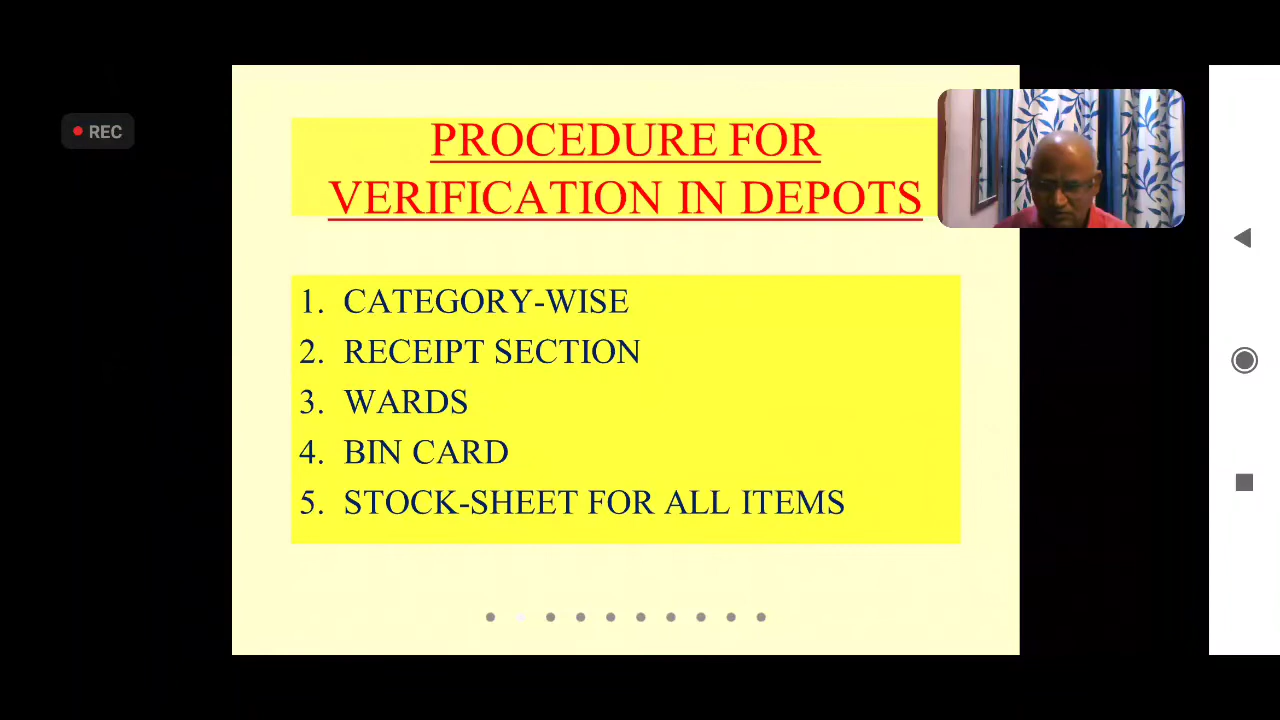 REC
PROCEDURE FOR
VERIFICATION IN DEPOTS
1. CATEGORY-WISE
2. RECEIPT SECTION
3. WARDS
4. BIN CARD
5. STOCK-SHEET FOR ALL ITEMS